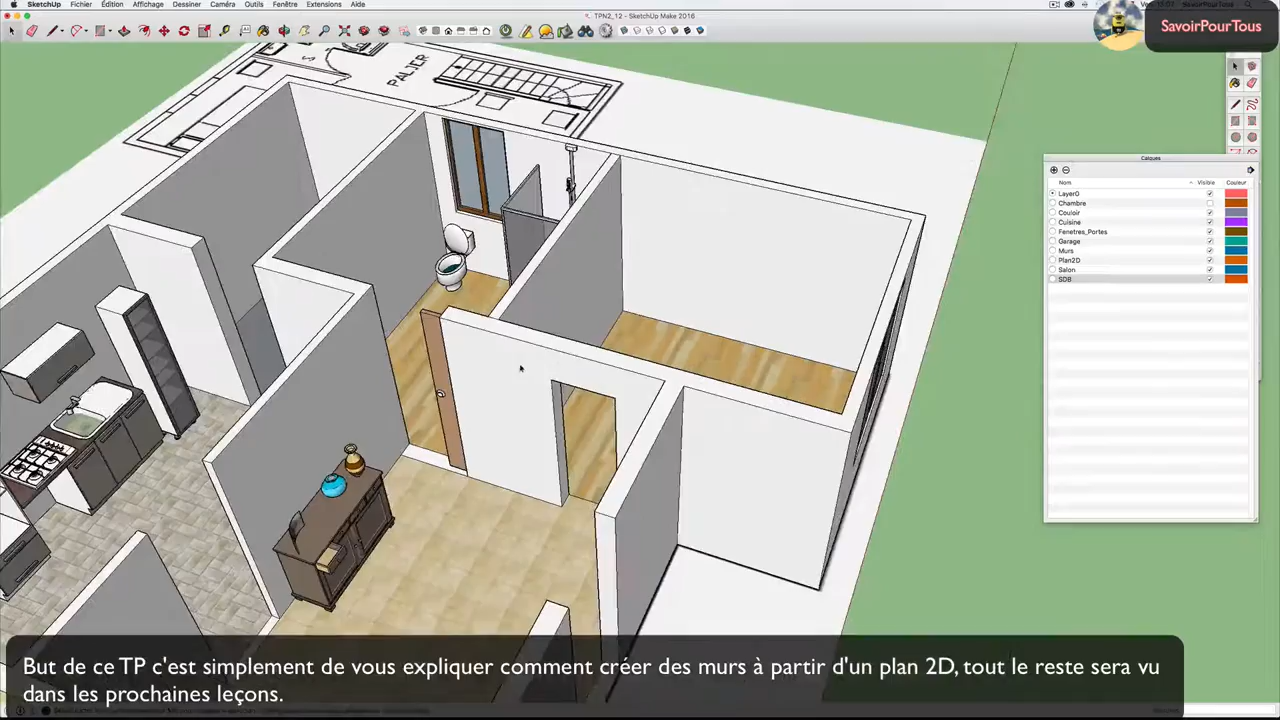 SketchUp Fichier Édition Affichage Dessiner Caméra Outils Fenêtre Extensions Aide
TPN2_12 - SketchUp Make 2016
SavoirPourTous
PALIER
Calques
Nom Visible Couleur
Layer0
Chambre
Couloir
Cuisine
Fenetres_Portes
Garage
Murs
Plan2D
Salon
SDB
But de ce TP c'est simplement de vous expliquer comment créer des murs à partir d'un plan 2D, tout le reste sera vu
dans les prochaines leçons.